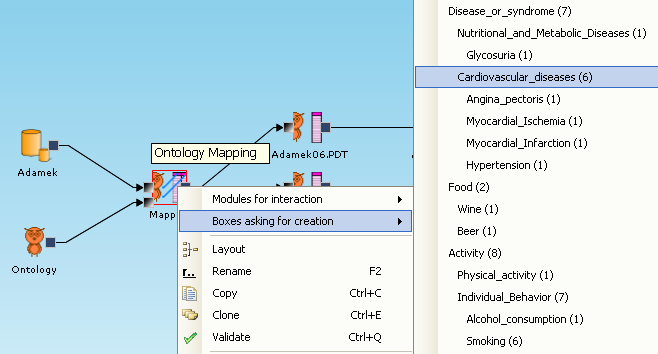 Adamek
Ontology
Ontology Mapping
Mapp
Adamek06.PDT
Modules for interaction
Boxes asking for creation
Layout
Rename F2
Copy Ctrl+C
Clone Ctrl+E
Validate Ctrl+Q
Disease_or_syndrome (7)
Nutritional_and_Metabolic_Diseases (1)
Glycosuria (1)
Cardiovascular_diseases (6)
Angina_pectoris (1)
Myocardial_Ischemia (1)
Myocardial_Infarction (1)
Hypertension (1)
Food (2)
Wine (1)
Beer (1)
Activity (8)
Physical_activity (1)
Individual_Behavior (7)
Alcohol_consumption (1)
Smoking (6)